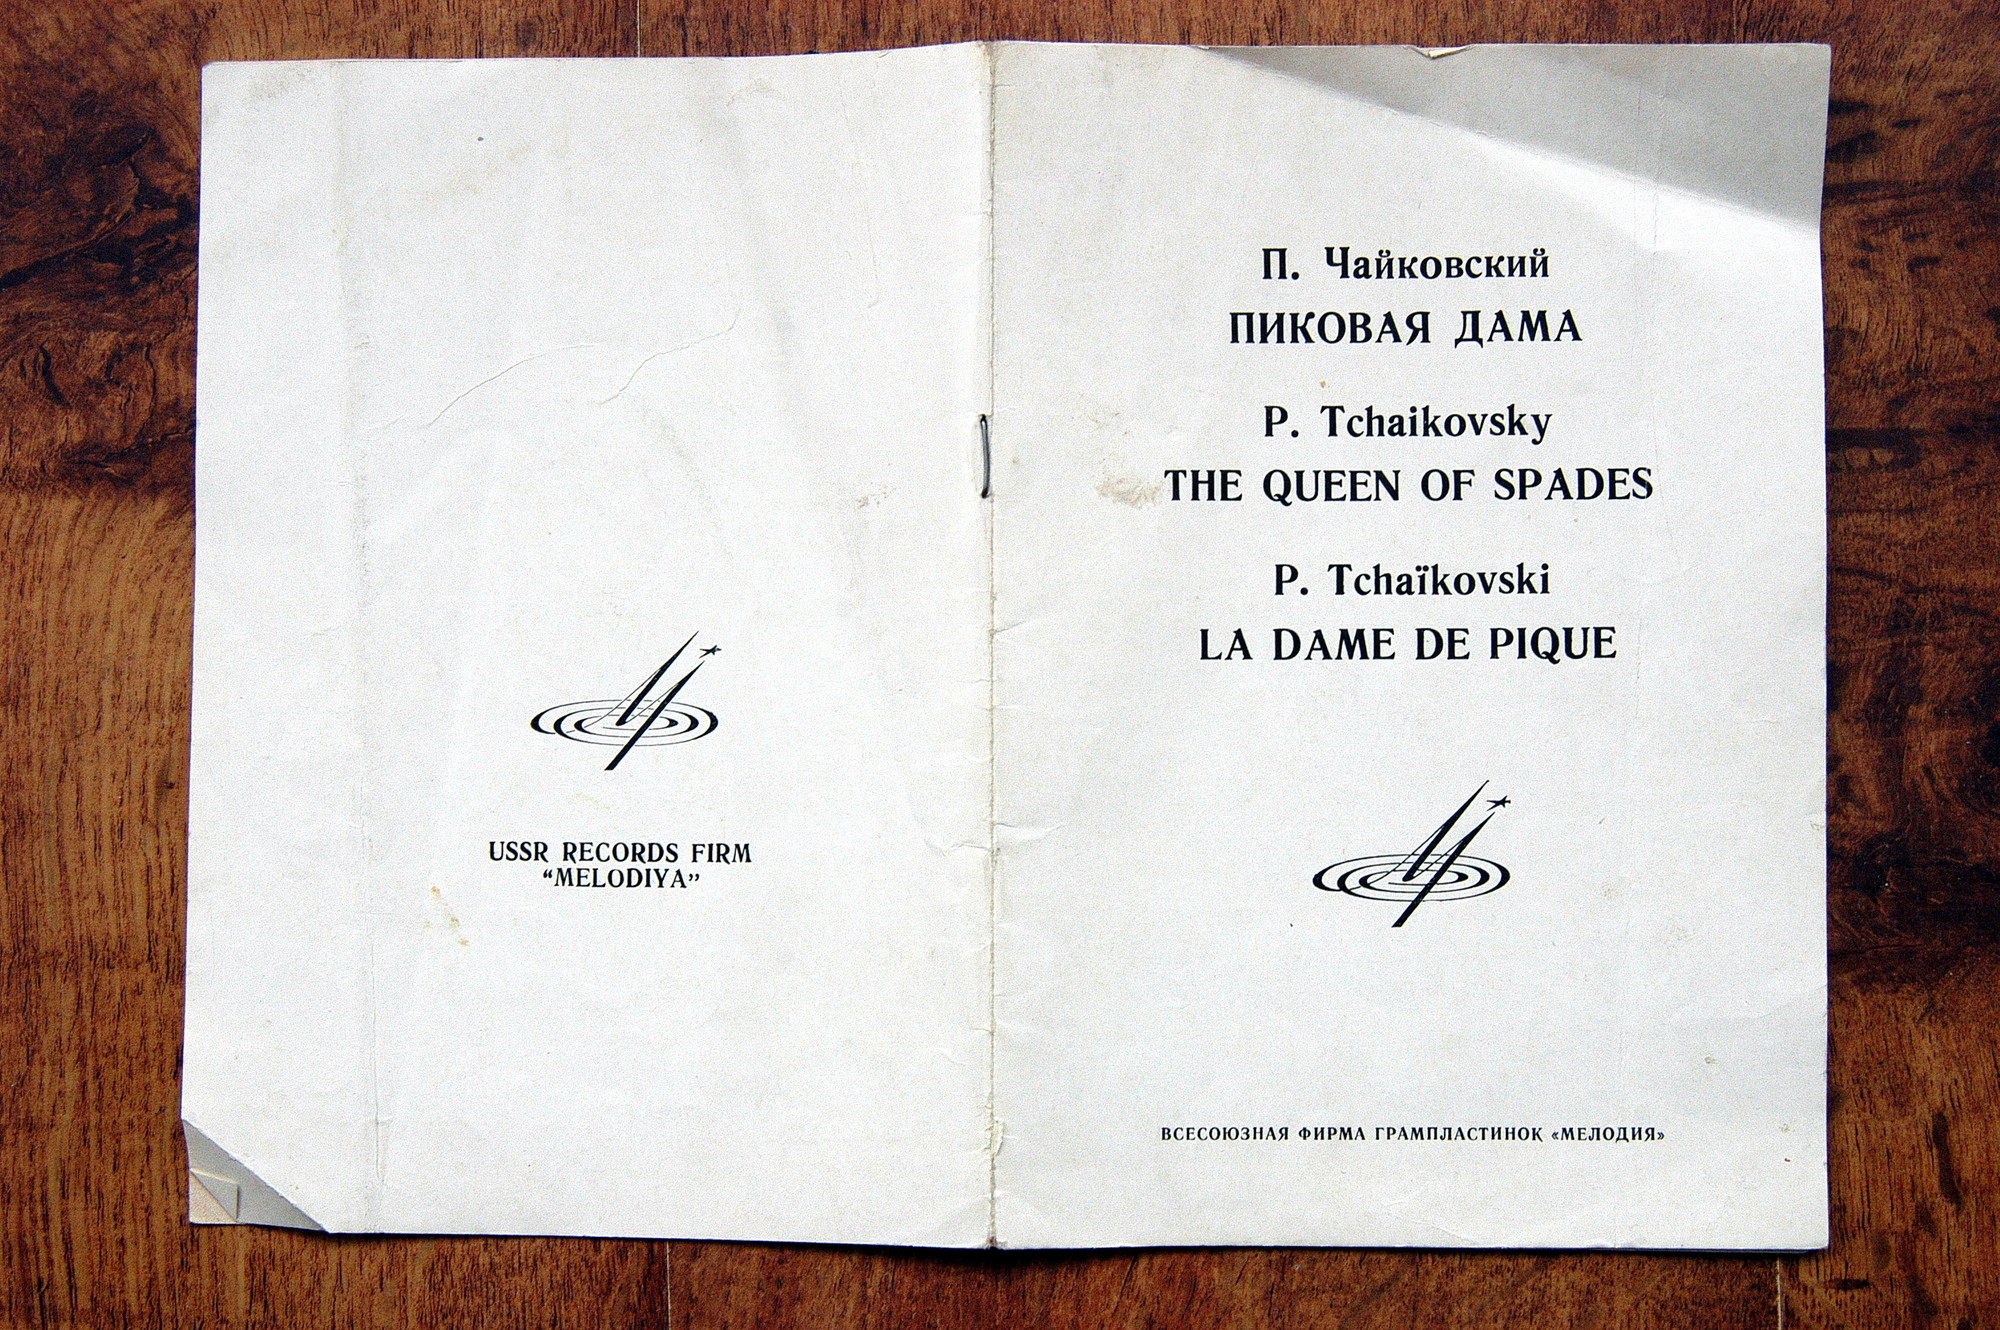 USSR RECORDS FIRM
“MELODIYA”
П. Чайковский
ПИКОВАЯ ДАМА
P. Tchaikovsky
THE QUEEN OF SPADES
P. Tchaïkovski
LA DAME DE PIQUE
ВСЕСОЮЗНАЯ ФИРМА ГРАМПЛАСТИНОК «МЕЛОДИЯ»